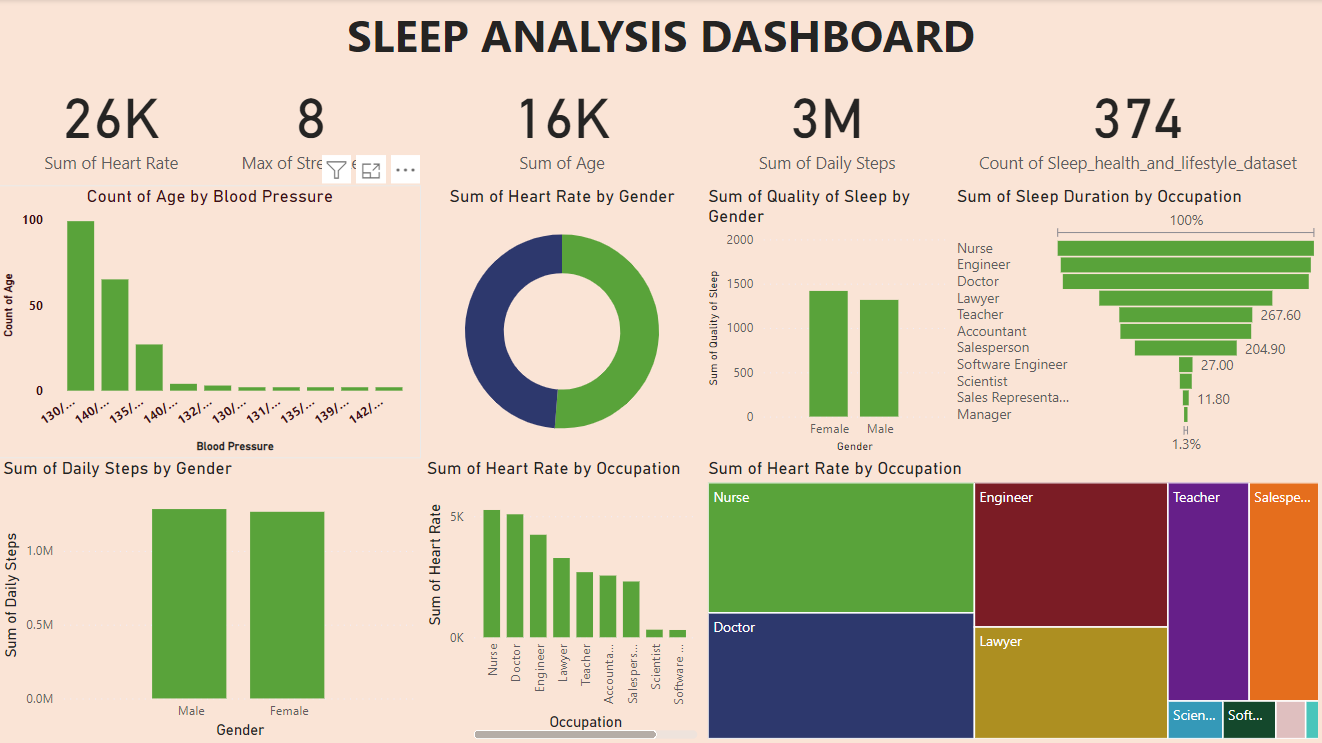 SLEEP ANALYSIS DASHBOARD
26K
Sum of Heart Rate
8
Max of Stre
16K
Sum of Age
3M
Sum of Daily Steps
374
Count of Sleep_health_and_lifestyle_dataset
Count of Age by Blood Pressure
Count of Age
100
50
0
130/...
140/...
135/...
140/...
132/...
130/...
131/...
135/...
139/...
142/...
Blood Pressure
Sum of Heart Rate by Gender
Sum of Quality of Sleep by
Gender
Sum of Quality of Sleep
2000
1500
1000
500
0
Female Male
Gender
Sum of Sleep Duration by Occupation
100%
Nurse
Engineer
Doctor
Lawyer
Teacher 267.60
Accountant
Salesperson 204.90
Software Engineer 27.00
Scientist
Sales Representa... 11.80
Manager
1.3%
Sum of Daily Steps by Gender
Sum of Daily Steps
1.0M
0.5M
0.0M
Male Female
Gender
Sum of Heart Rate by Occupation
Sum of Heart Rate
5K
0K
Nurse
Doctor
Engineer
Lawyer
Teacher
Accounta...
Salespers...
Scientist
Software ...
Occupation
Sum of Heart Rate by Occupation
Nurse
Doctor
Engineer
Lawyer
Teacher
Salespe...
Scien...
Soft...